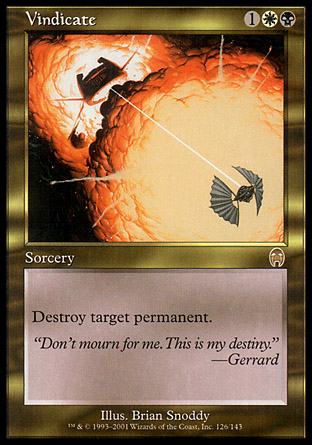 Vindicate 1
Sorcery
Destroy target permanent.
“Don’t mourn for me. This is my destiny.”
—Gerrard
Illus. Brian Snoddy
™ & © 1993–2001 Wizards of the Coast, Inc. 126/143